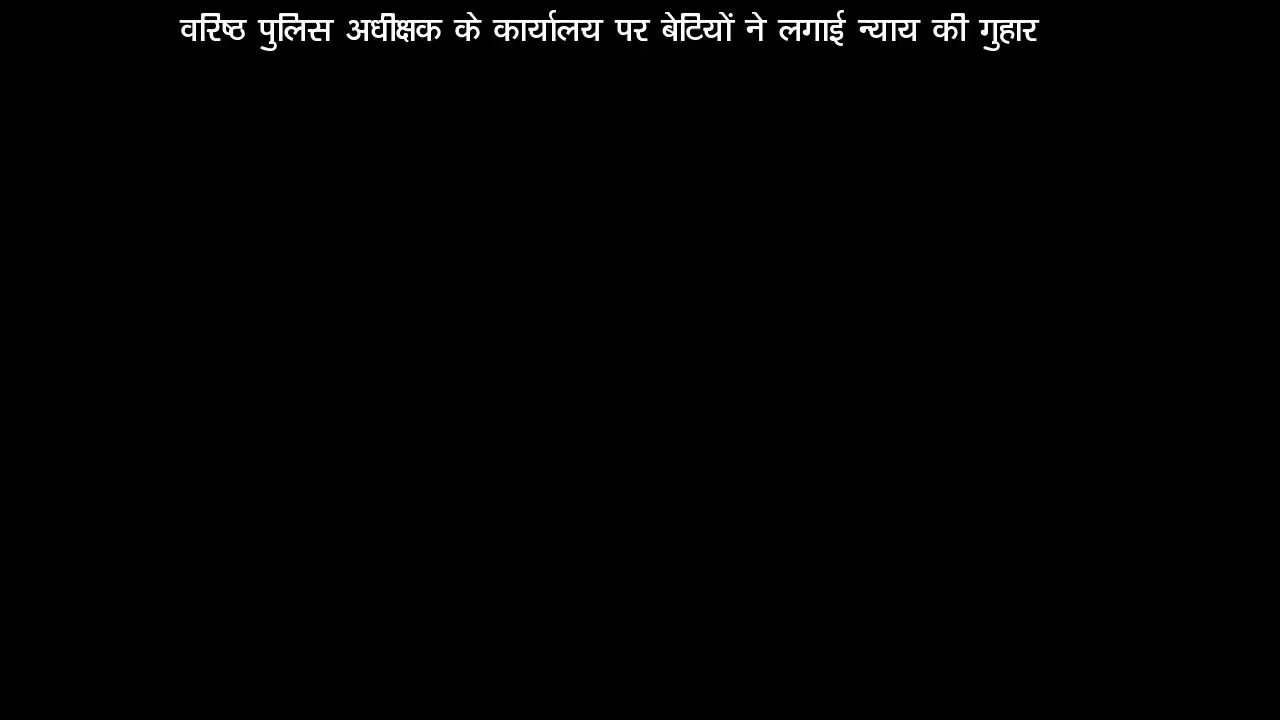 वरिष्ठ पुलिस अधीक्षक के कार्यालय पर बेटियों ने लगाई न्याय की गुहार